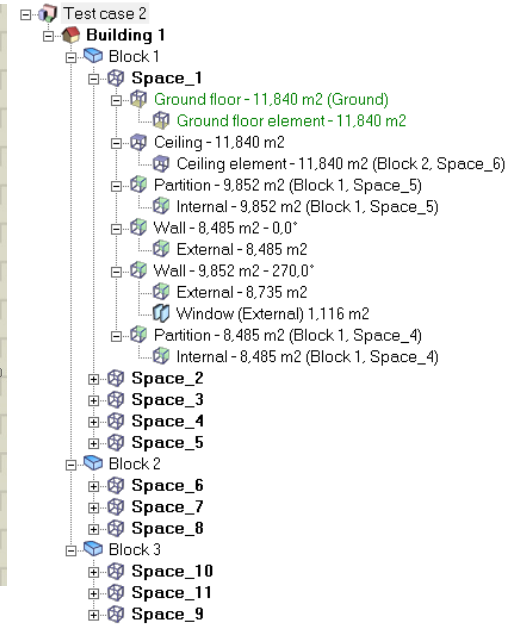 Test case 2
Building 1
Block 1
Space_1
Ground floor - 11,840 m2 (Ground)
Ground floor element - 11,840 m2
Ceiling - 11,840 m2
Ceiling element - 11,840 m2 (Block 2, Space_6)
Partition - 9,852 m2 (Block 1, Space_5)
Internal - 9,852 m2 (Block 1, Space_5)
Wall - 8,485 m2 - 0,0°
External - 8,485 m2
Wall - 9,852 m2 - 270,0°
External - 8,735 m2
Window (External) 1,116 m2
Partition - 8,485 m2 (Block 1, Space_4)
Internal - 8,485 m2 (Block 1, Space_4)
Space_2
Space_3
Space_4
Space_5
Block 2
Space_6
Space_7
Space_8
Block 3
Space_10
Space_11
Space_9